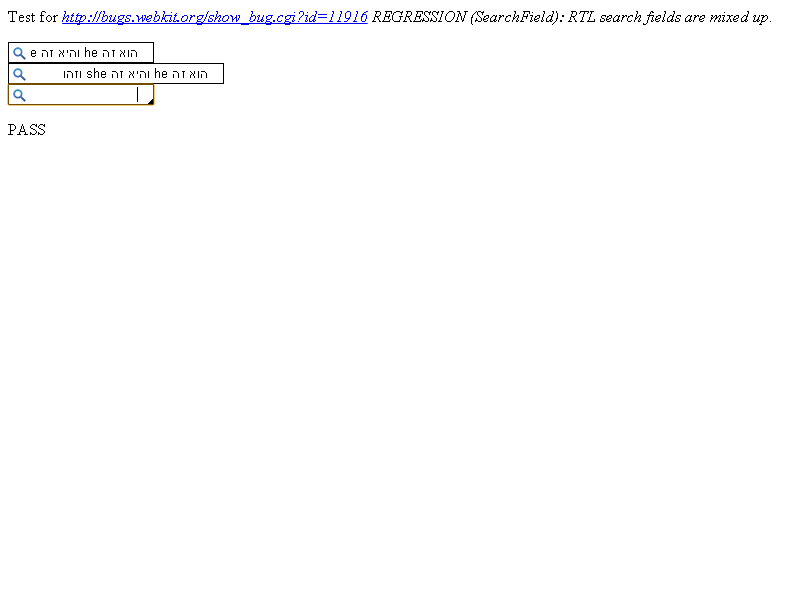 Test for http://bugs.webkit.org/show_bug.cgi?id=11916 REGRESSION (SearchField): RTL search fields are mixed up.
הוא זה he והיא זה e
הוא זה he והיא זה she וזהו
PASS